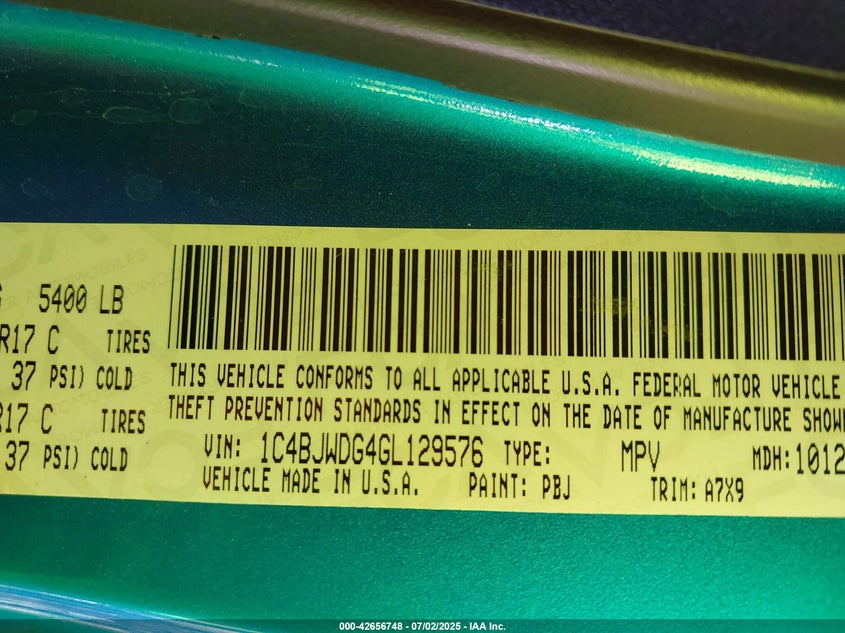 5400 LB
R17 C TIRES
37 PSI) COLD
R17 C TIRES
37 PSI) COLD
THIS VEHICLE CONFORMS TO ALL APPLICABLE U.S.A. FEDERAL MOTOR VEHICLE
THEFT PREVENTION STANDARDS IN EFFECT ON THE DATE OF MANUFACTURE SHOW
VIN: 1C4BJWDG4GL129576 TYPE: MPV MDH: 1012
VEHICLE MADE IN U.S.A. PAINT: PBJ TRIM: A7X9
000-42656748 - 07/02/2025 - IAA Inc.